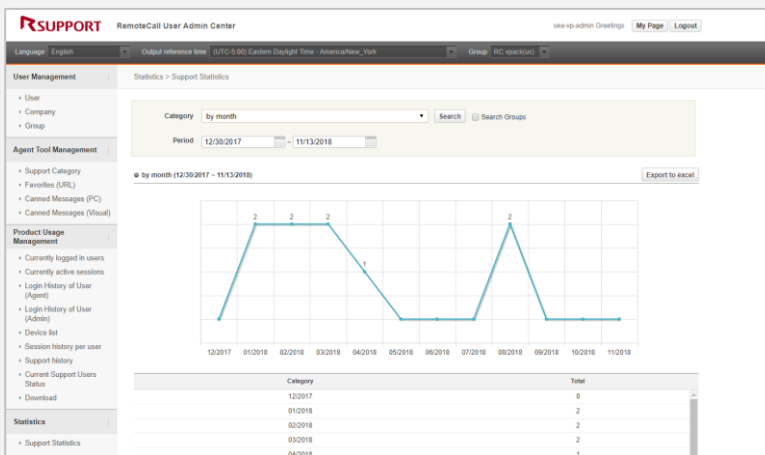 RSUPPORT RemoteCall User Admin Center sea-vp-admin Greetings My Page Logout
Language English Output reference time (UTC-5:00) Eastern Daylight Time - America/New_York Group RC vpack(us)
User Management
User
Company
Group
Agent Tool Management
Support Category
Favorites (URL)
Canned Messages (PC)
Canned Messages (Visual)
Product Usage
Management
Currently logged in users
Currently active sessions
Login History of User
(Agent)
Login History of User
(Admin)
Device list
Session history per user
Support history
Current Support Users
Status
Download
Statistics
Support Statistics
Statistics > Support Statistics
Category by month Search Search Groups
Period 12/30/2017 ~ 11/13/2018
by month (12/30/2017 ~ 11/13/2018) Export to excel
2 2 2 1 2
12/2017 01/2018 02/2018 03/2018 04/2018 05/2018 06/2018 07/2018 08/2018 09/2018 10/2018 11/2018
Category Total
12/2017 0
01/2018 2
02/2018 2
03/2018 2
04/2018 1